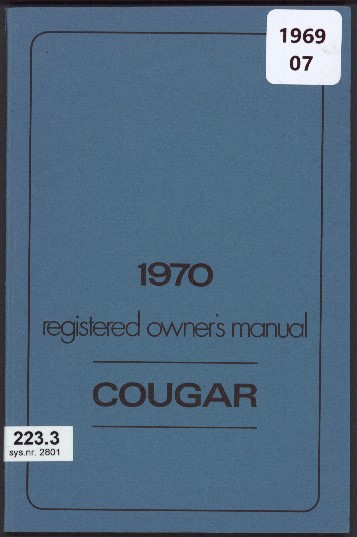 1969
07
1970
registered owner's manual
COUGAR
223.3
sys.nr. 2801